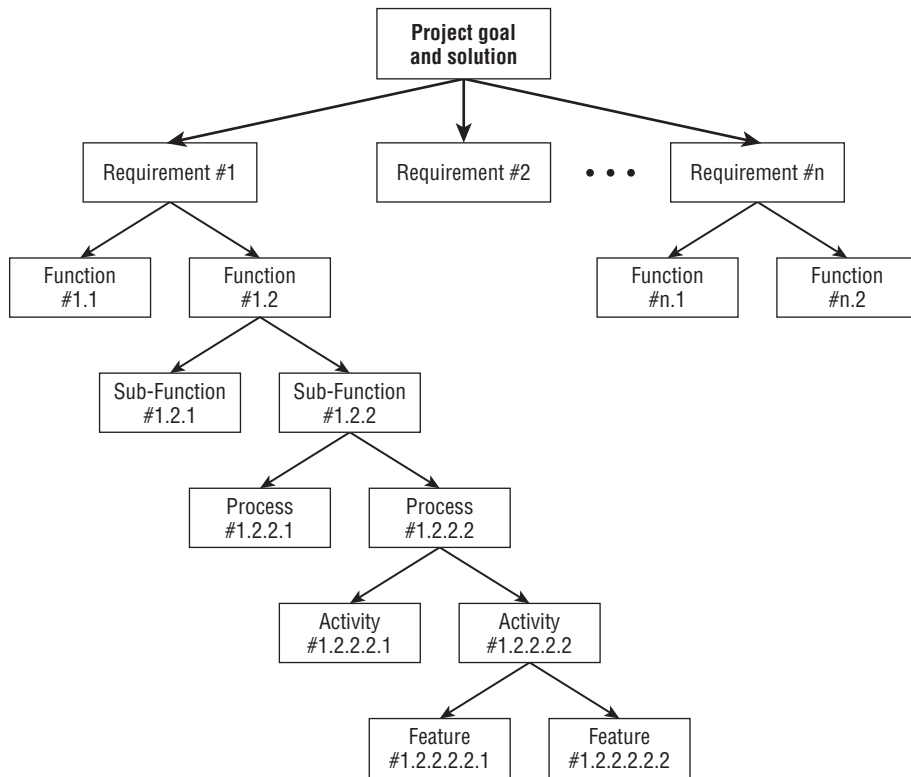 Project goal
and solution
Requirement #1
Requirement #2
• • •
Requirement #n
Function
#1.1
Function
#1.2
Function
#n.1
Function
#n.2
Sub-Function
#1.2.1
Sub-Function
#1.2.2
Process
#1.2.2.1
Process
#1.2.2.2
Activity
#1.2.2.2.1
Activity
#1.2.2.2.2
Feature
#1.2.2.2.2.1
Feature
#1.2.2.2.2.2